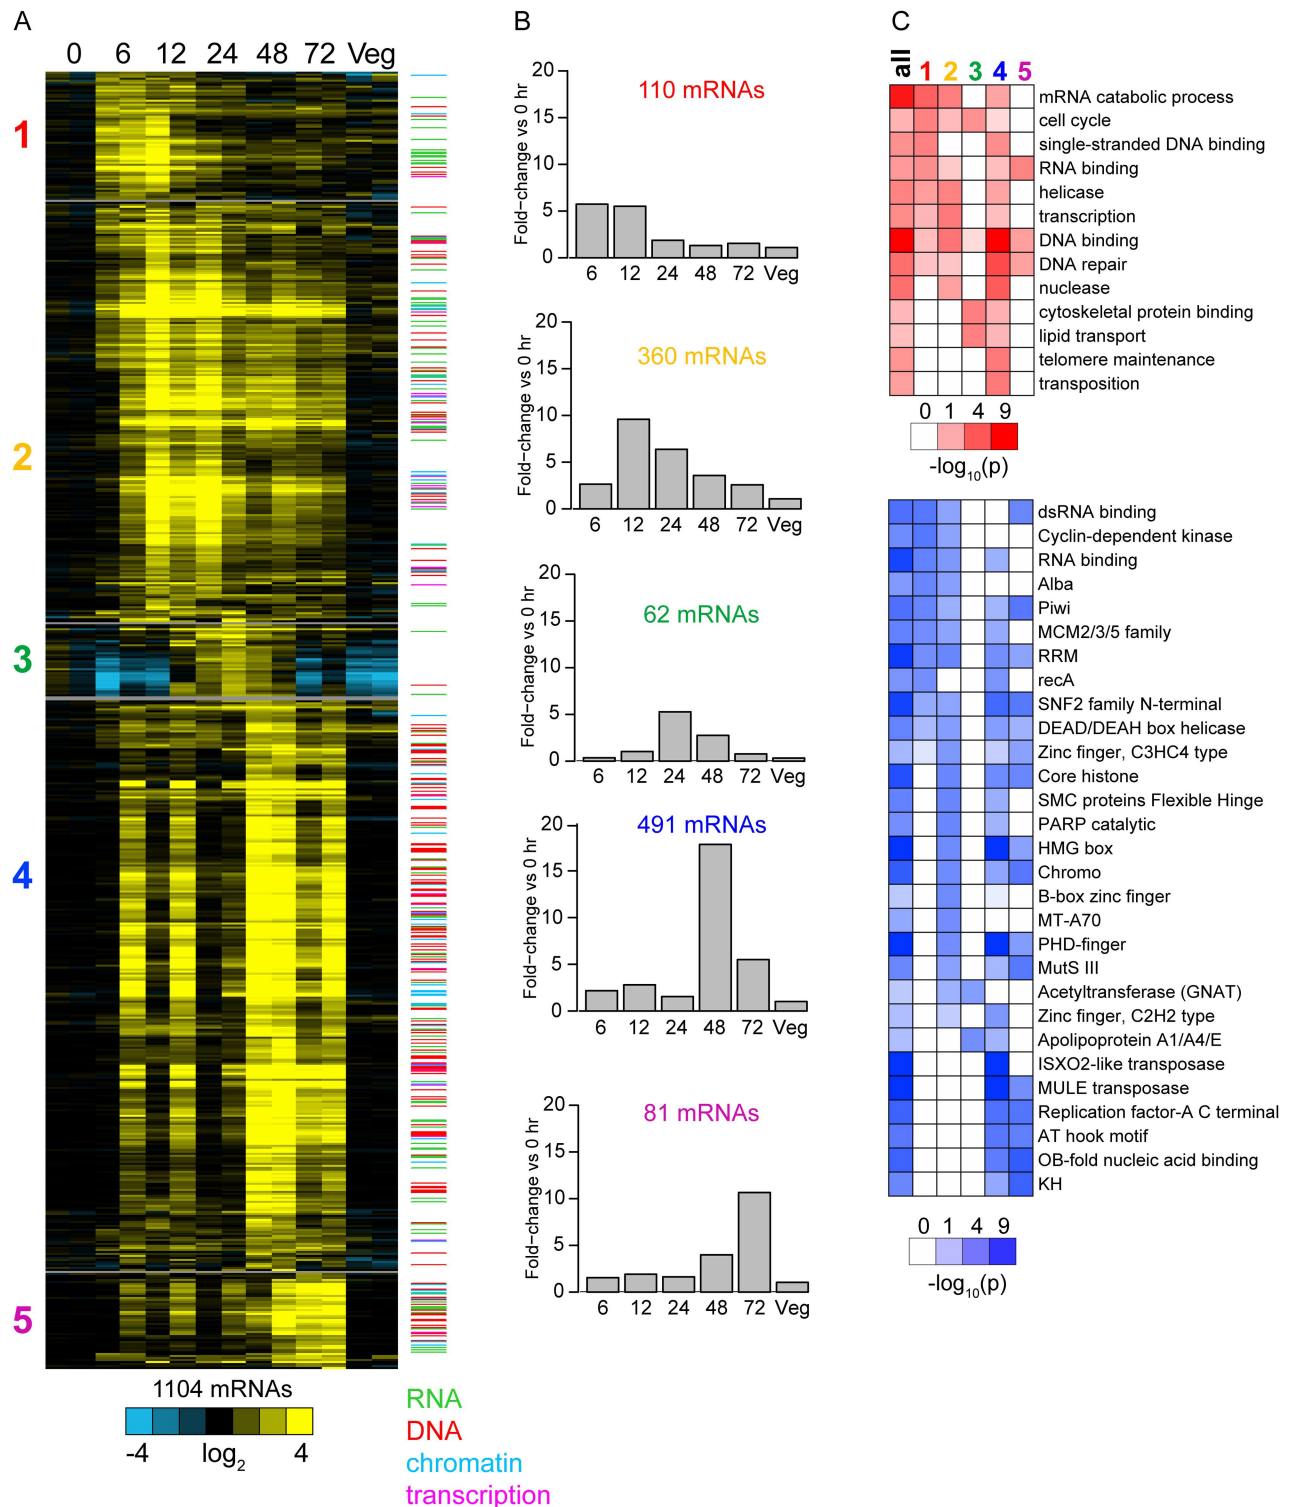 A
0 6 12 24 48 72 Veg
1
2
3
4
5
1104 mRNAs
-4 log2 4
RNA
DNA
chromatin
transcription
B
110 mRNAs
Fold−change vs 0 hr
20
15
10
5
0
6 12 24 48 72 Veg
360 mRNAs
Fold−change vs 0 hr
20
15
10
5
0
6 12 24 48 72 Veg
62 mRNAs
Fold−change vs 0 hr
20
15
10
5
0
6 12 24 48 72 Veg
491 mRNAs
Fold−change vs 0 hr
20
15
10
5
0
6 12 24 48 72 Veg
81 mRNAs
Fold−change vs 0 hr
20
15
10
5
0
6 12 24 48 72 Veg
C
all 1 2 3 4 5
mRNA catabolic process
cell cycle
single-stranded DNA binding
RNA binding
helicase
transcription
DNA binding
DNA repair
nuclease
cytoskeletal protein binding
lipid transport
telomere maintenance
transposition
0 1 4 9
-log10(p)
dsRNA binding
Cyclin-dependent kinase
RNA binding
Alba
Piwi
MCM2/3/5 family
RRM
recA
SNF2 family N-terminal
DEAD/DEAH box helicase
Zinc finger, C3HC4 type
Core histone
SMC proteins Flexible Hinge
PARP catalytic
HMG box
Chromo
B-box zinc finger
MT-A70
PHD-finger
MutS III
Acetyltransferase (GNAT)
Zinc finger, C2H2 type
Apolipoprotein A1/A4/E
ISXO2-like transposase
MULE transposase
Replication factor-A C terminal
AT hook motif
OB-fold nucleic acid binding
KH
0 1 4 9
-log10(p)